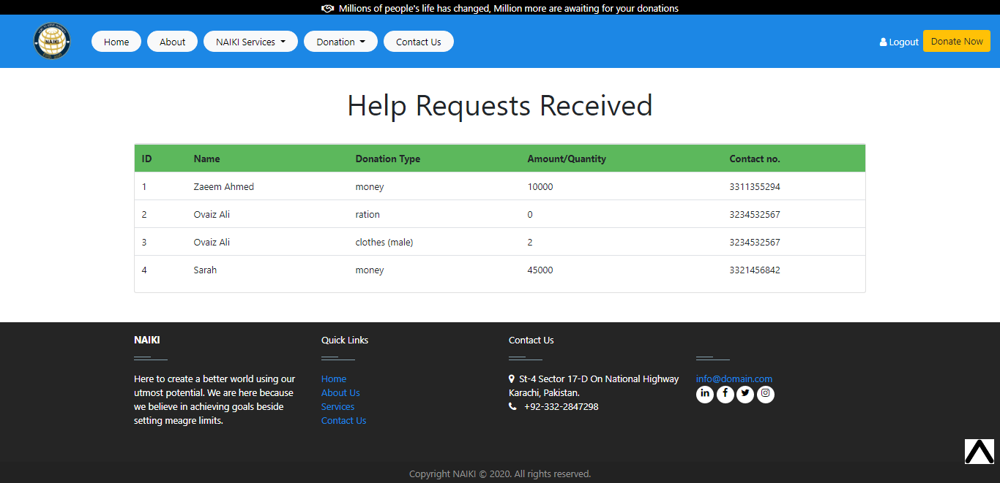 Millions of people's life has changed, Million more are awaiting for your donations
NAIKI
Home About NAIKI Services Donation Contact Us Logout Donate Now
Help Requests Received
ID Name Donation Type Amount/Quantity Contact no.
1 Zaeem Ahmed money 10000 3311355294
2 Ovaiz Ali ration 0 3234532567
3 Ovaiz Ali clothes (male) 2 3234532567
4 Sarah money 45000 3321456842
NAIKI
Here to create a better world using our
utmost potential. We are here because
we believe in achieving goals beside
setting meagre limits.
Quick Links
Home
About Us
Services
Contact Us
Contact Us
St-4 Sector 17-D On National Highway
Karachi, Pakistan.
+92-332-2847298
info@domain.com
Copyright NAIKI © 2020. All rights reserved.